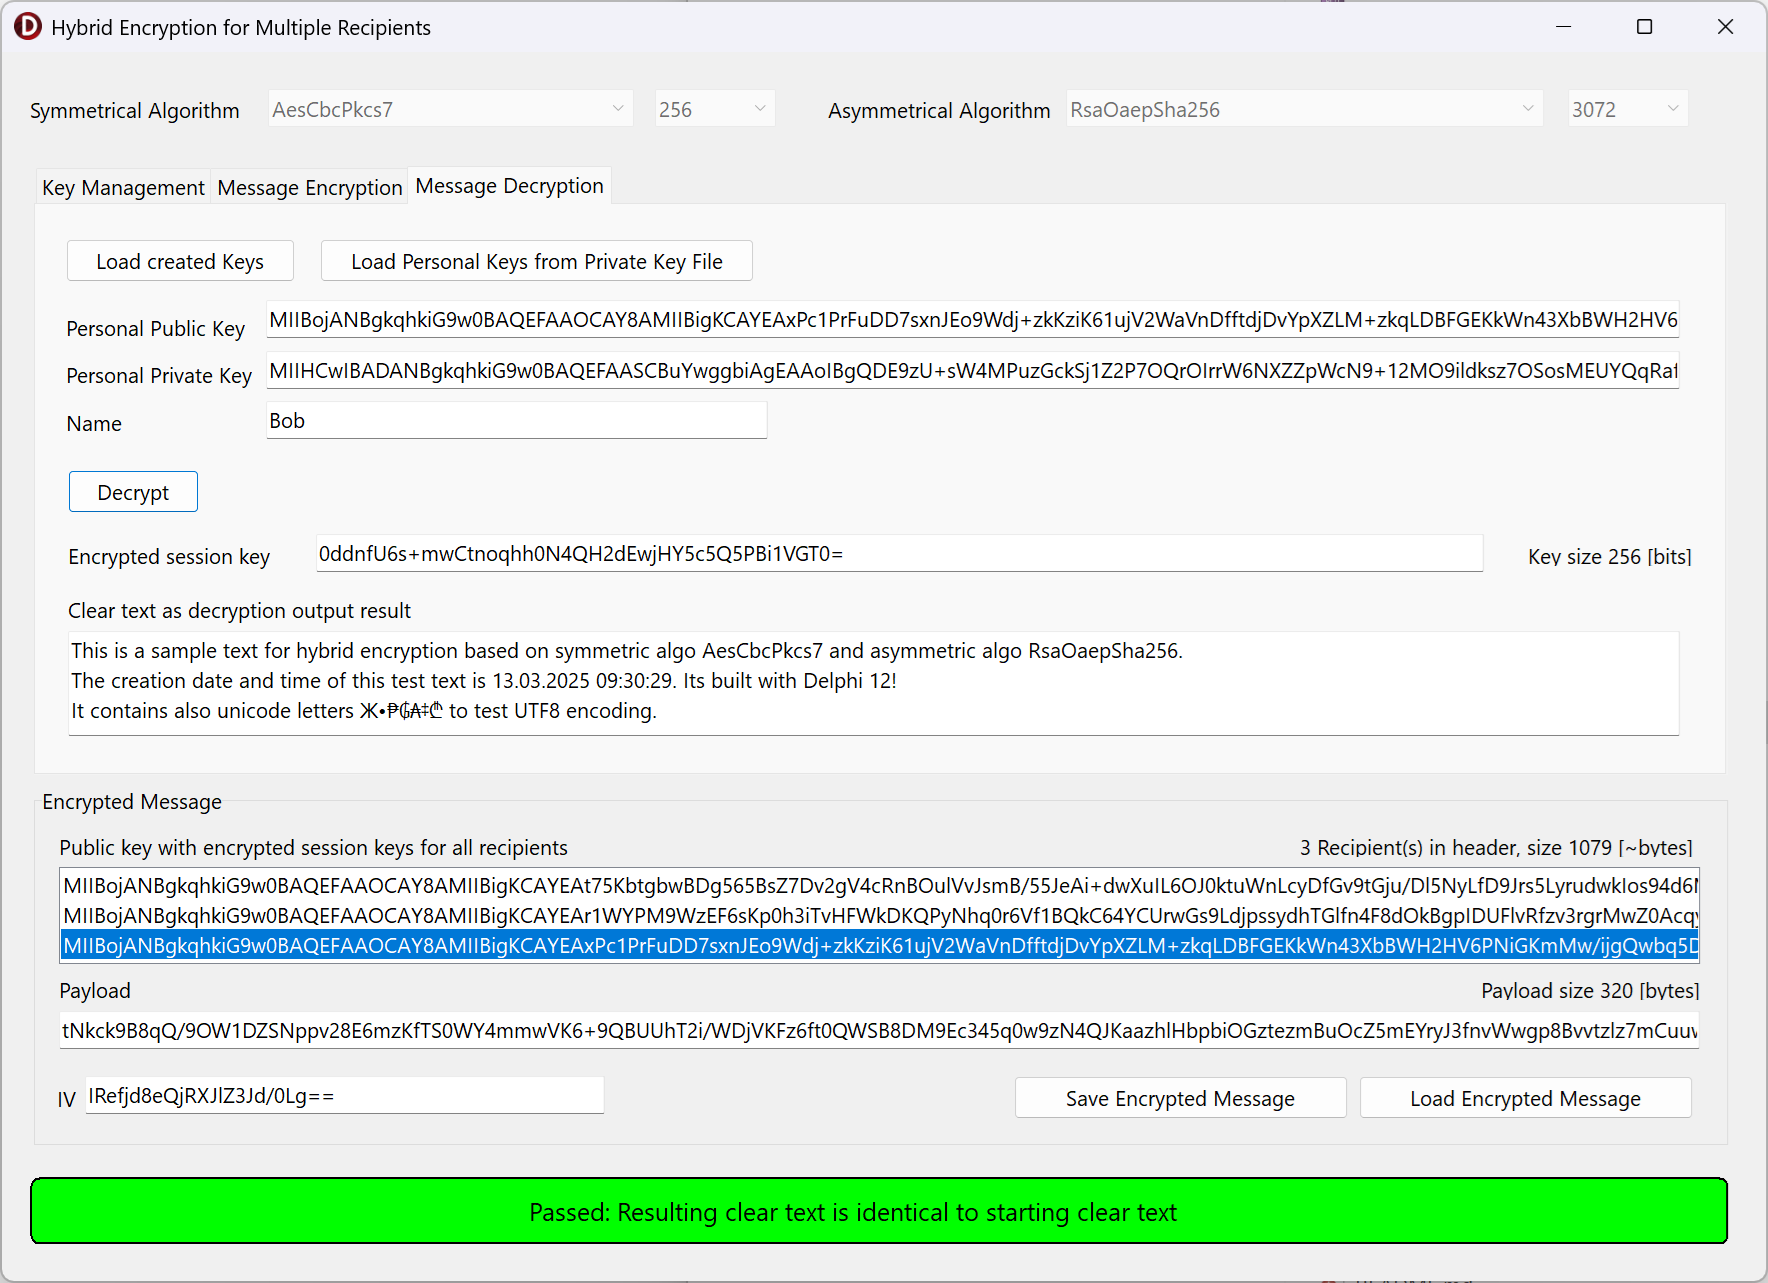 Hybrid Encryption for Multiple Recipients
Symmetrical Algorithm AesCbcPkcs7 256 Asymmetrical Algorithm RsaOaepSha256 3072
Key Management Message Encryption Message Decryption
Load created Keys Load Personal Keys from Private Key File
Personal Public Key MIIBojANBgkqhkiG9w0BAQEFAAOCAY8AMIIBigKCAYEAxPc1PrFuDD7sxnJEo9Wdj+zkKziK61ujV2WaVnDfftdjDvYpXZLM+zkqLDBFGEKkWn43XbBWH2HV6
Personal Private Key MIIHCwIBADANBgkqhkiG9w0BAQEFAASCBuYwggbiAgEAAoIBgQDE9zU+sW4MPuzGckSj1Z2P7OQrOIrrW6NXZZpWcN9+12MO9ildksz7OSosMEUYQqRaf
Name Bob
Decrypt
Encrypted session key 0ddnfU6s+mwCtnoqhh0N4QH2dEwjHY5c5Q5PBi1VGT0= Key size 256 [bits]
Clear text as decryption output result
This is a sample text for hybrid encryption based on symmetric algo AesCbcPkcs7 and asymmetric algo RsaOaepSha256.
The creation date and time of this test text is 13.03.2025 09:30:29. Its built with Delphi 12!
It contains also unicode letters Ж•₱₲₳‡₾ to test UTF8 encoding.
Encrypted Message
Public key with encrypted session keys for all recipients 3 Recipient(s) in header, size 1079 [~bytes]
MIIBojANBgkqhkiG9w0BAQEFAAOCAY8AMIIBigKCAYEAt75KbtgbwBDg565BsZ7Dv2gV4cRnBOulVvJsmB/55JeAi+dwXuIL6OJ0ktuWnLcyDfGv9tGju/Dl5NyLfD9Jrs5LyrudwkIos94d6
MIIBojANBgkqhkiG9w0BAQEFAAOCAY8AMIIBigKCAYEAr1WYPM9WzEF6sKp0h3iTvHFWkDKQPyNhq0r6Vf1BQkC64YCUrwGs9LdjpssydhTGlfn4F8dOkBgpIDUFlvRfzv3rgrMwZ0Acq
MIIBojANBgkqhkiG9w0BAQEFAAOCAY8AMIIBigKCAYEAxPc1PrFuDD7sxnJEo9Wdj+zkKziK61ujV2WaVnDfftdjDvYpXZLM+zkqLDBFGEKkWn43XbBWH2HV6PNiGKmMw/ijgQwbq5D
Payload Payload size 320 [bytes]
tNkck9B8qQ/9OW1DZSNppv28E6mzKfTS0WY4mmwVK6+9QBUUhT2i/WDjVKFz6ft0QWSB8DM9Ec345q0w9zN4QJKaazhlHbpbiOGztezmBuOcZ5mEYryJ3fnvWwgp8Bvvtzlz7mCuu
IV IRefjd8eQjRXJlZ3Jd/0Lg==
Save Encrypted Message Load Encrypted Message
Passed: Resulting clear text is identical to starting clear text